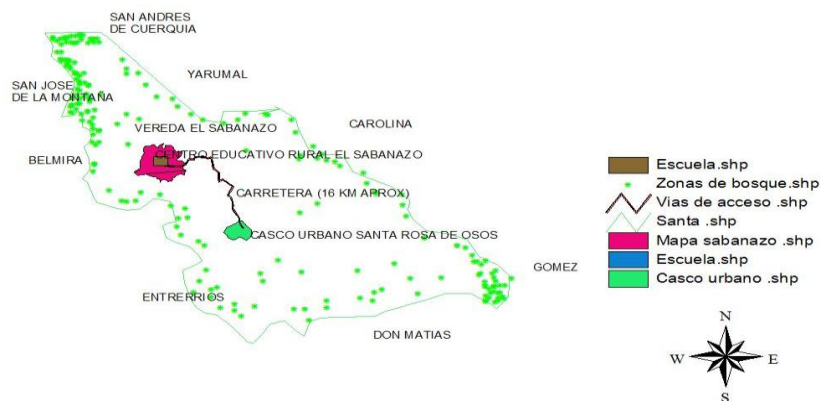 SAN ANDRES
DE CUERQUIA
YARUMAL
SAN JOSE
DE LA MONTAÑA
CAROLINA
VEREDA EL SABANAZO
CENTRO EDUCATIVO RURAL EL SABANAZO
BELMIRA
CARRETERA (16 KM APROX)
CASCO URBANO SANTA ROSA DE OSOS
GOMEZ
ENTRERRIOS
DON MATIAS
Escuela.shp
Zonas de bosque.shp
Vias de acceso .shp
Santa .shp
Mapa sabanazo .shp
Escuela.shp
Casco urbano .shp
N
W E
S